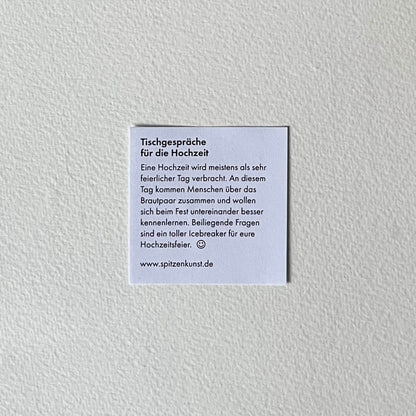 Tischgespräche
für die Hochzeit
Eine Hochzeit wird meistens als sehr
feierlicher Tag verbracht. An diesem
Tag kommen Menschen über das
Brautpaar zusammen und wollen
sich beim Fest untereinander besser
kennenlernen. Beiliegende Fragen
sind ein toller Icebreaker für eure
Hochzeitsfeier. ☺
www.spitzenkunst.de